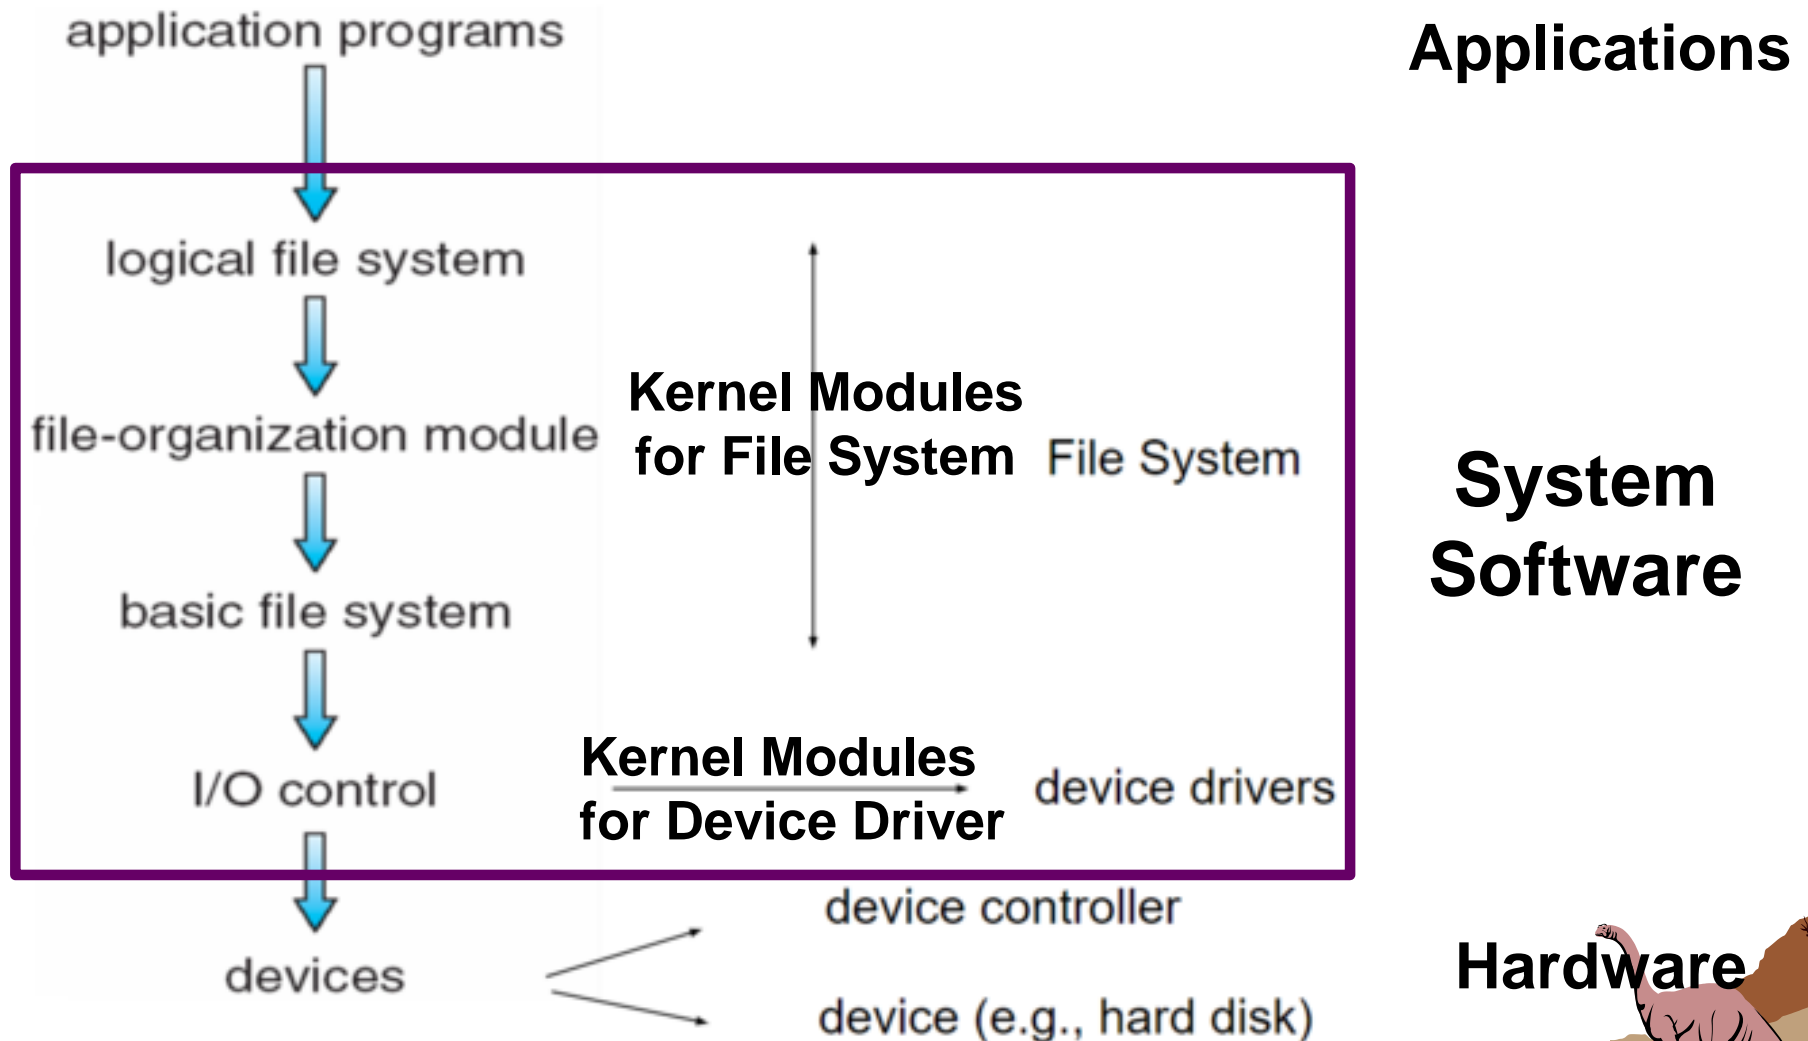 application programs
Applications
logical file system
Kernel Modules
for File System
file-organization module
File System
System
Software
basic file system
Kernel Modules
for Device Driver
I/O control
device drivers
device controller
devices
Hardware
device (e.g., hard disk)